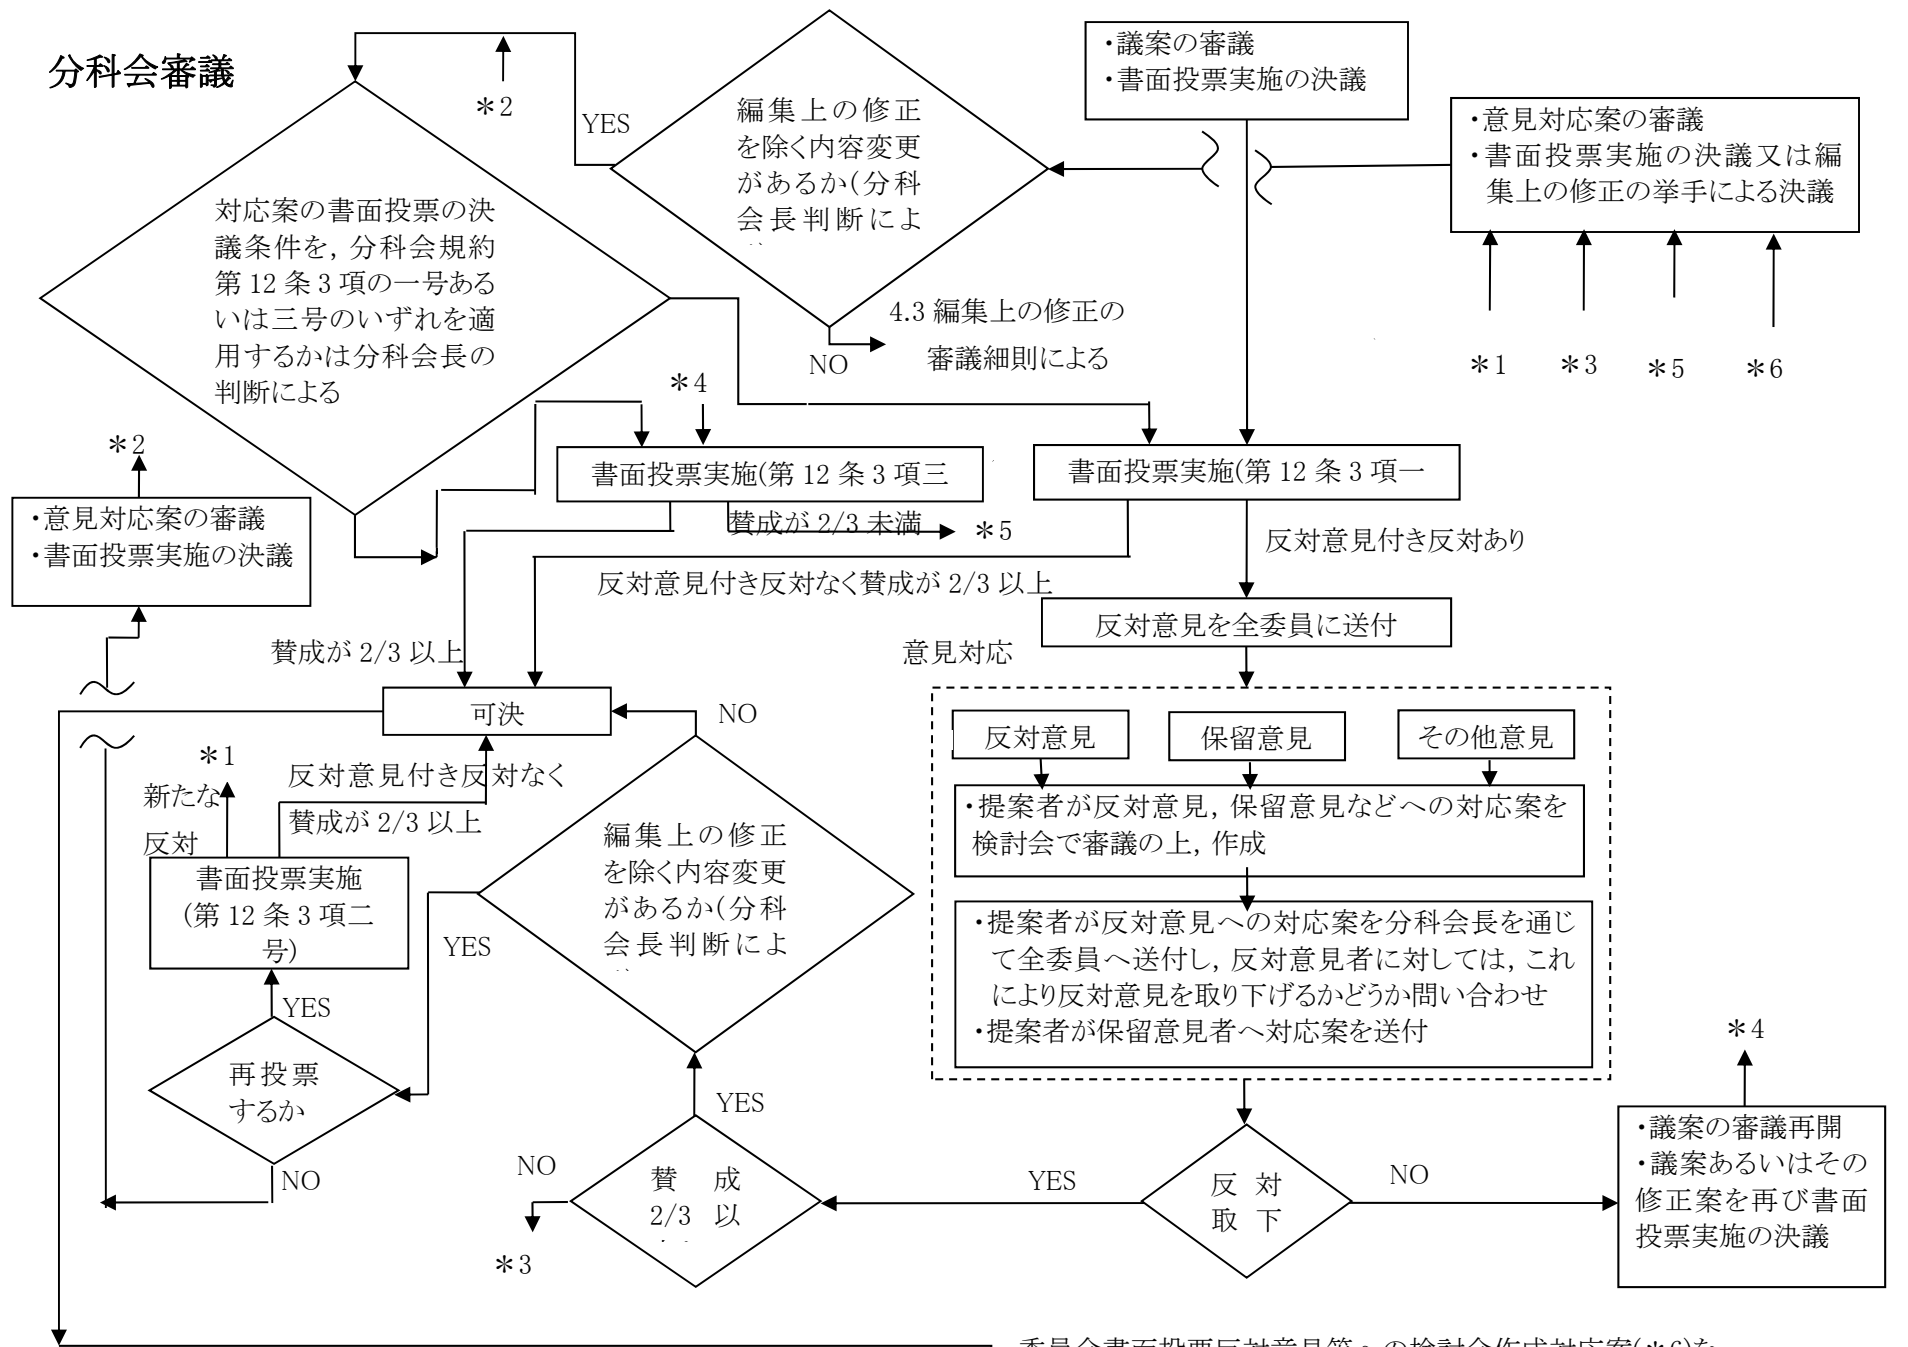 分科会審議
・議案の審議
・書面投票実施の決議
・意見対応案の審議
・書面投票実施の決議又は編
集上の修正の挙手による決議
*1
*3
*5
*6
編集上の修正
を除く内容変更
があるか(分科
会長判断によ
YES
*2
NO
4.3 編集上の修正の
審議細則による
対応案の書面投票の決
議条件を,分科会規約
第 12 条 3 項の一号ある
いは三号のいずれを適
用するかは分科会長の
判断による
*4
書面投票実施(第 12 条 3 項三
書面投票実施(第 12 条 3 項一
*2
・意見対応案の審議
・書面投票実施の決議
賛成が 2/3 未満
*5
反対意見付き反対あり
反対意見付き反対なく賛成が 2/3 以上
反対意見を全委員に送付
賛成が 2/3 以上
意見対応
可決
NO
反対意見
保留意見
その他意見
*1
新たな
反対
反対意見付き反対なく
賛成が 2/3 以上
・提案者が反対意見,保留意見などへの対応案を
検討会で審議の上,作成
編集上の修正
を除く内容変更
があるか(分科
会長判断によ
書面投票実施
(第 12 条 3 項二
号)
YES
・提案者が反対意見への対応案を分科会長を通じ
て全委員へ送付し,反対意見者に対しては,これ
により反対意見を取り下げるかどうか問い合わせ
・提案者が保留意見者へ対応案を送付
YES
再投票
するか
NO
YES
賛 成
2/3 以
NO
*3
YES
反 対
取 下
NO
*4
・議案の審議再開
・議案あるいはその
修正案を再び書面
投票実施の決議